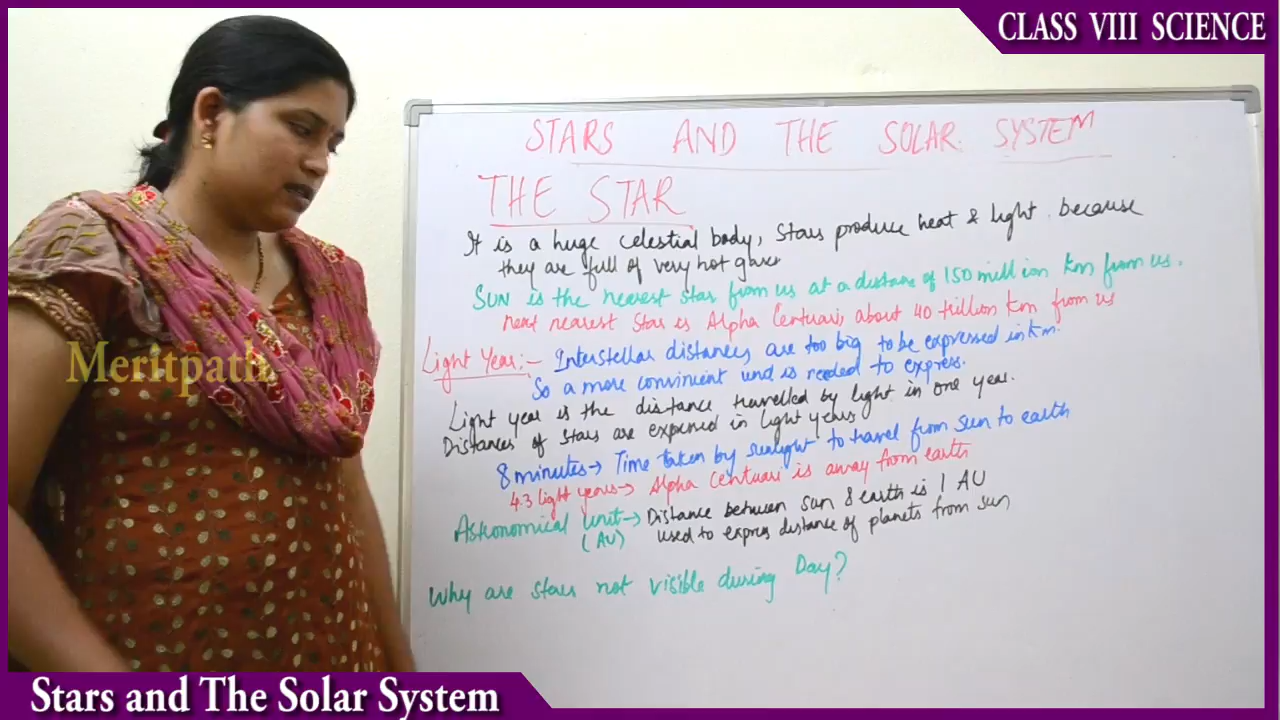 CLASS VIII SCIENCE
STARS AND THE SOLAR SYSTEM
THE STAR
It is a huge celestial body, Stars produce heat & light. because
they are full of very hot gases
SUN is the nearest star from us at a distance of 150 million km from us.
Next nearest star is Alpha Centuari, about 40 trillion km from us
Light Year:- Interstellar distances are too big to be expressed in km.
So a more convinient unit is needed to express.
Light year is the distance travelled by light in one year.
Distances of stars are expressed in light years
8 minutes→ Time taken by sunlight to travel from sun to earth
4.3 light years→ Alpha Centuari is away from earth
Astronomical unit→ Distance between sun & earth is 1 AU
(AU) used to express distance of planets from sun
Why are stars not visible during Day?
Meritpath
Stars and The Solar System